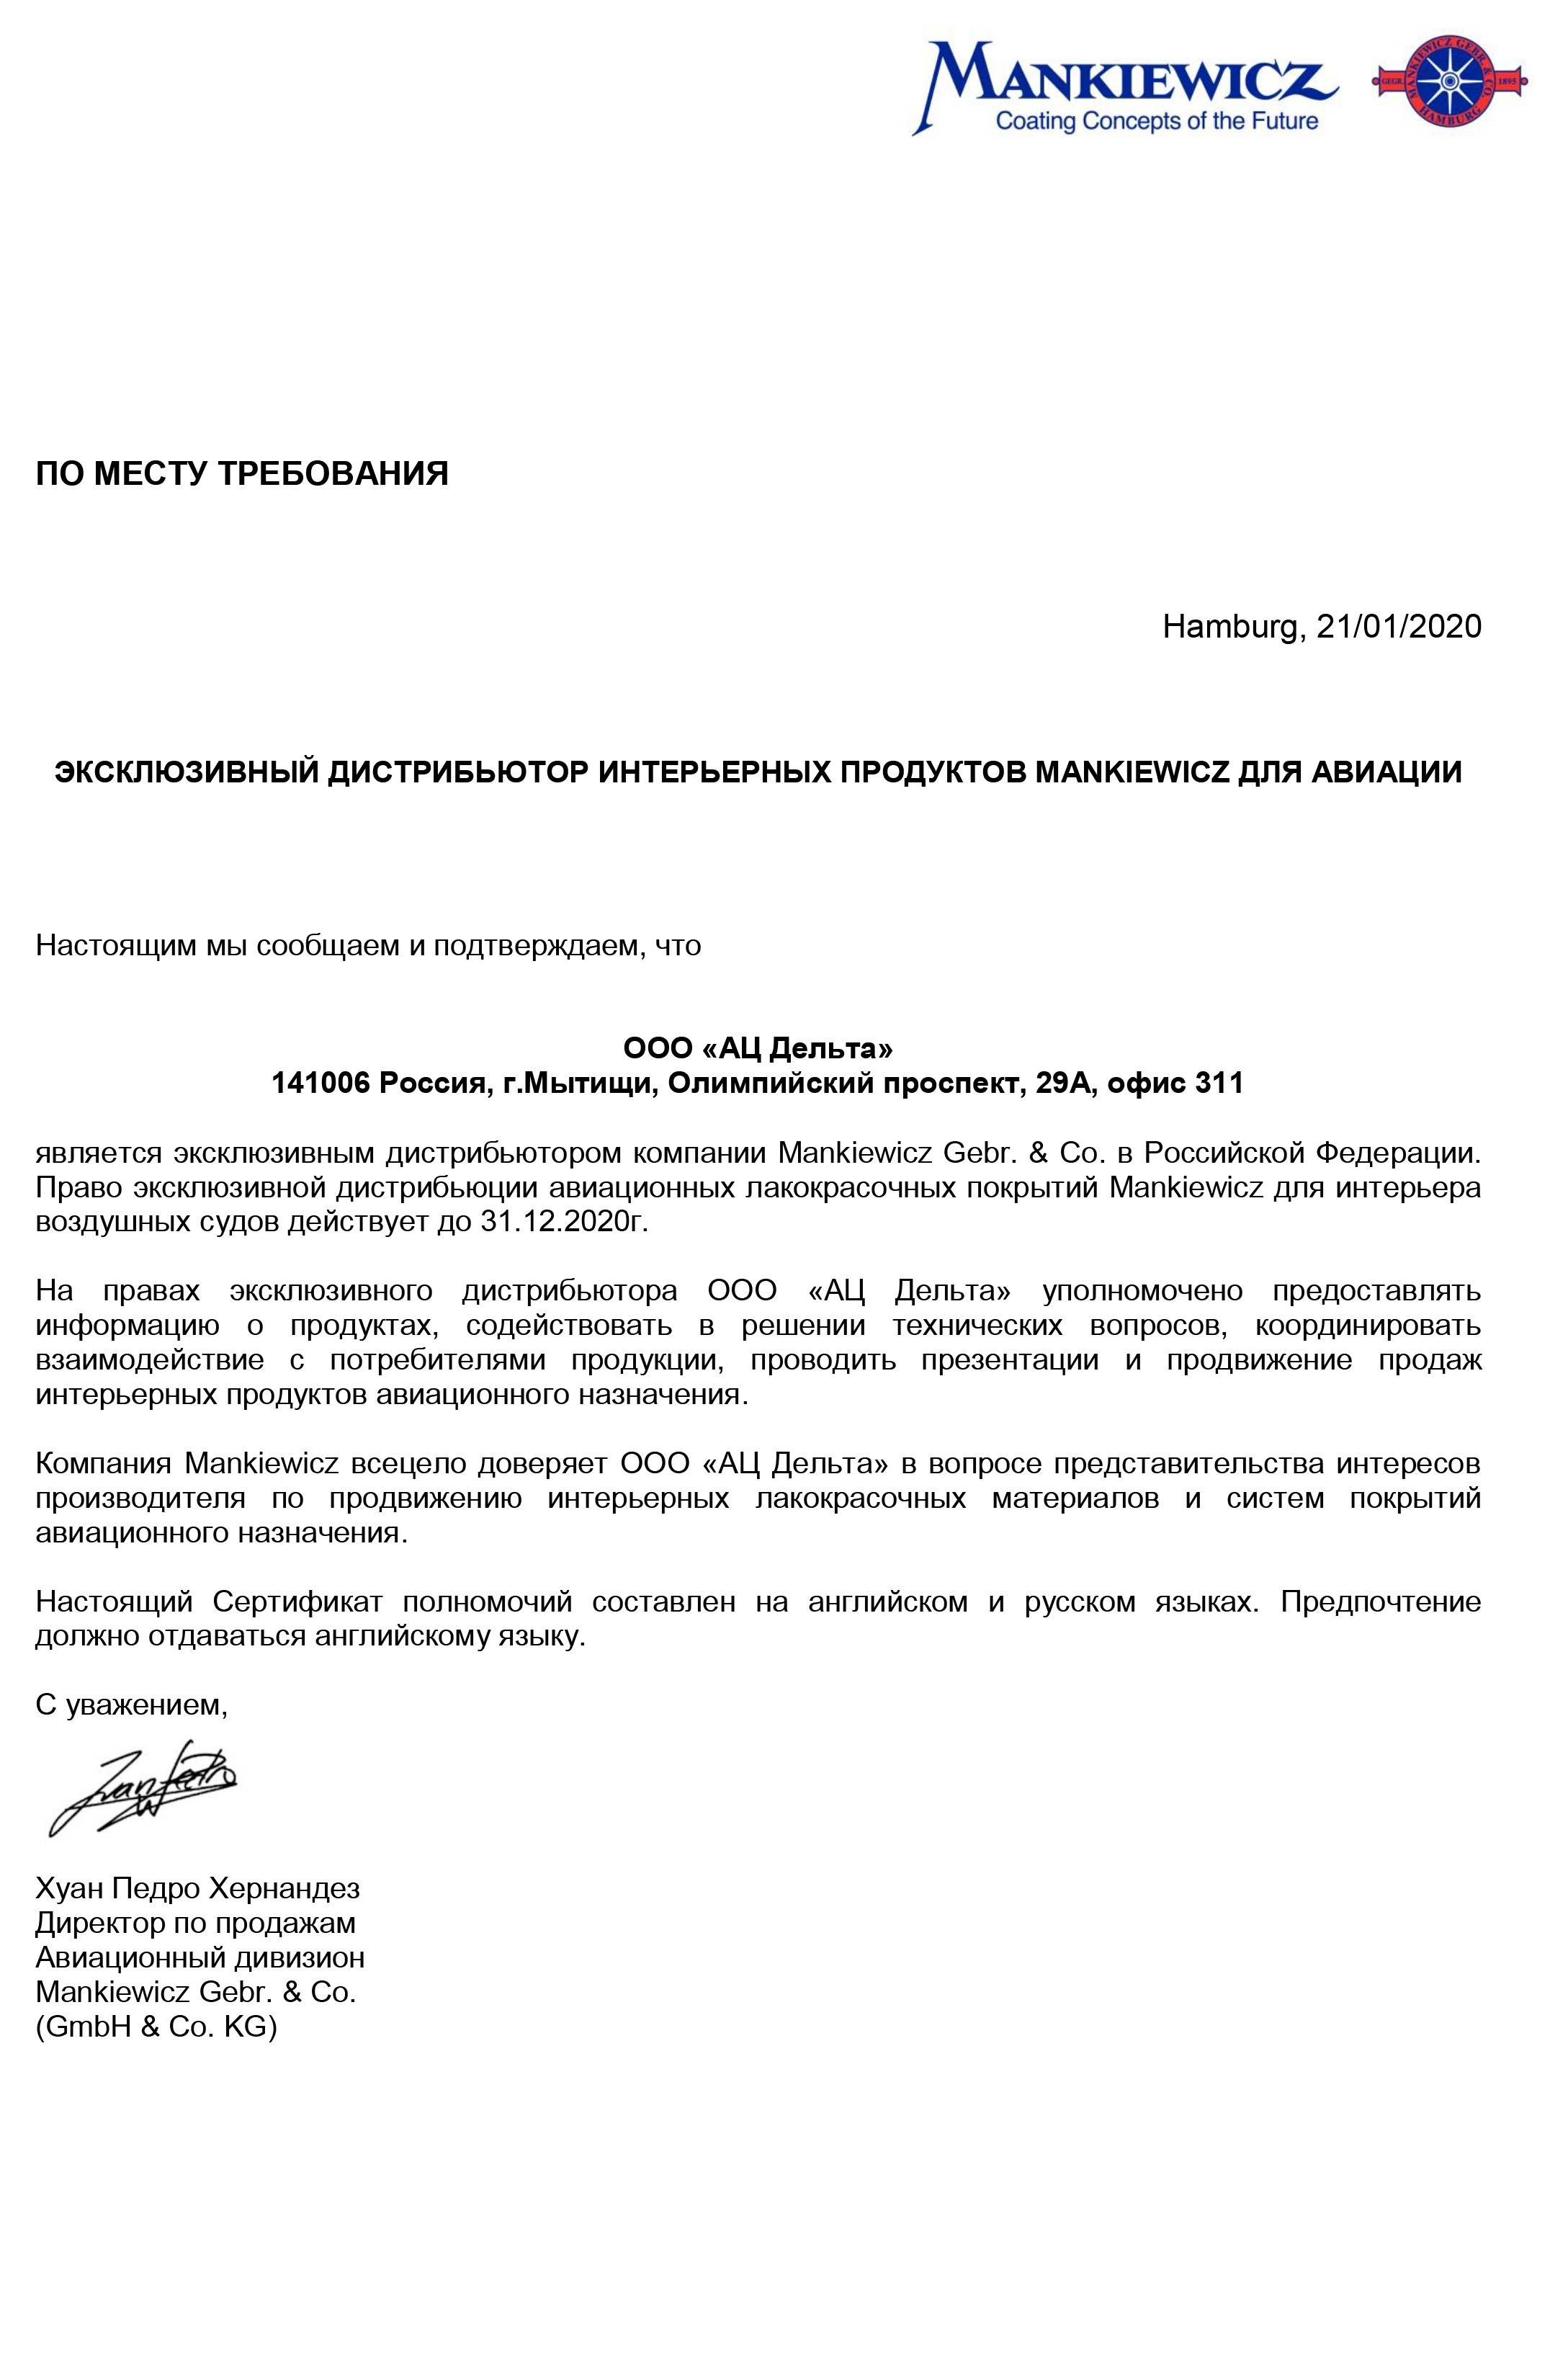 MANKIEWICZ
Coating Concepts of the Future
MANKIEWICZ GEBR. & CO.
GEGR. 1895
HAMBURG
ПО МЕСТУ ТРЕБОВАНИЯ
Hamburg, 21/01/2020
ЭКСКЛЮЗИВНЫЙ ДИСТРИБЬЮТОР ИНТЕРЬЕРНЫХ ПРОДУКТОВ MANKIEWICZ ДЛЯ АВИАЦИИ
Настоящим мы сообщаем и подтверждаем, что
ООО «АЦ Дельта»
141006 Россия, г.Мытищи, Олимпийский проспект, 29А, офис 311
является эксклюзивным дистрибьютором компании Mankiewicz Gebr. & Co. в Российской Федерации.
Право эксклюзивной дистрибьюции авиационных лакокрасочных покрытий Mankiewicz для интерьера
воздушных судов действует до 31.12.2020г.
На правах эксклюзивного дистрибьютора ООО «АЦ Дельта» уполномочено предоставлять
информацию о продуктах, содействовать в решении технических вопросов, координировать
взаимодействие с потребителями продукции, проводить презентации и продвижение продаж
интерьерных продуктов авиационного назначения.
Компания Mankiewicz всецело доверяет ООО «АЦ Дельта» в вопросе представительства интересов
производителя по продвижению интерьерных лакокрасочных материалов и систем покрытий
авиационного назначения.
Настоящий Сертификат полномочий составлен на английском и русском языках. Предпочтение
должно отдаваться английскому языку.
С уважением,
Хуан Педро Хернандез
Директор по продажам
Авиационный дивизион
Mankiewicz Gebr. & Co.
(GmbH & Co. KG)